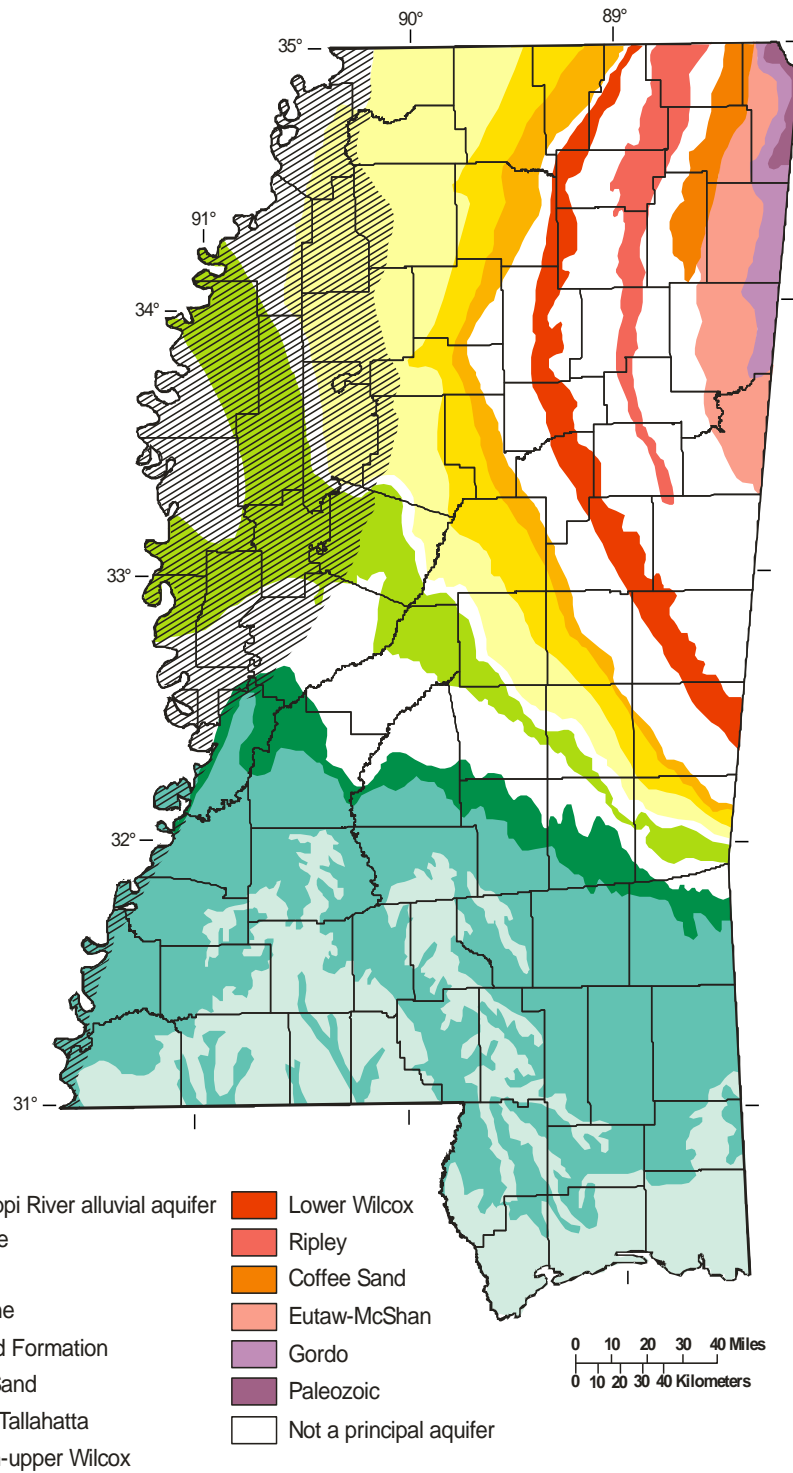 90°
89°
35°
91°
34°
33°
32°
31°
opi River alluvial aquifer
e
ne
d Formation
Sand
Tallahatta
-upper Wilcox
Lower Wilcox
Ripley
Coffee Sand
Eutaw-McShan
Gordo
Paleozoic
Not a principal aquifer
0 10 20 30 40 Miles
0 10 20 30 40 Kilometers